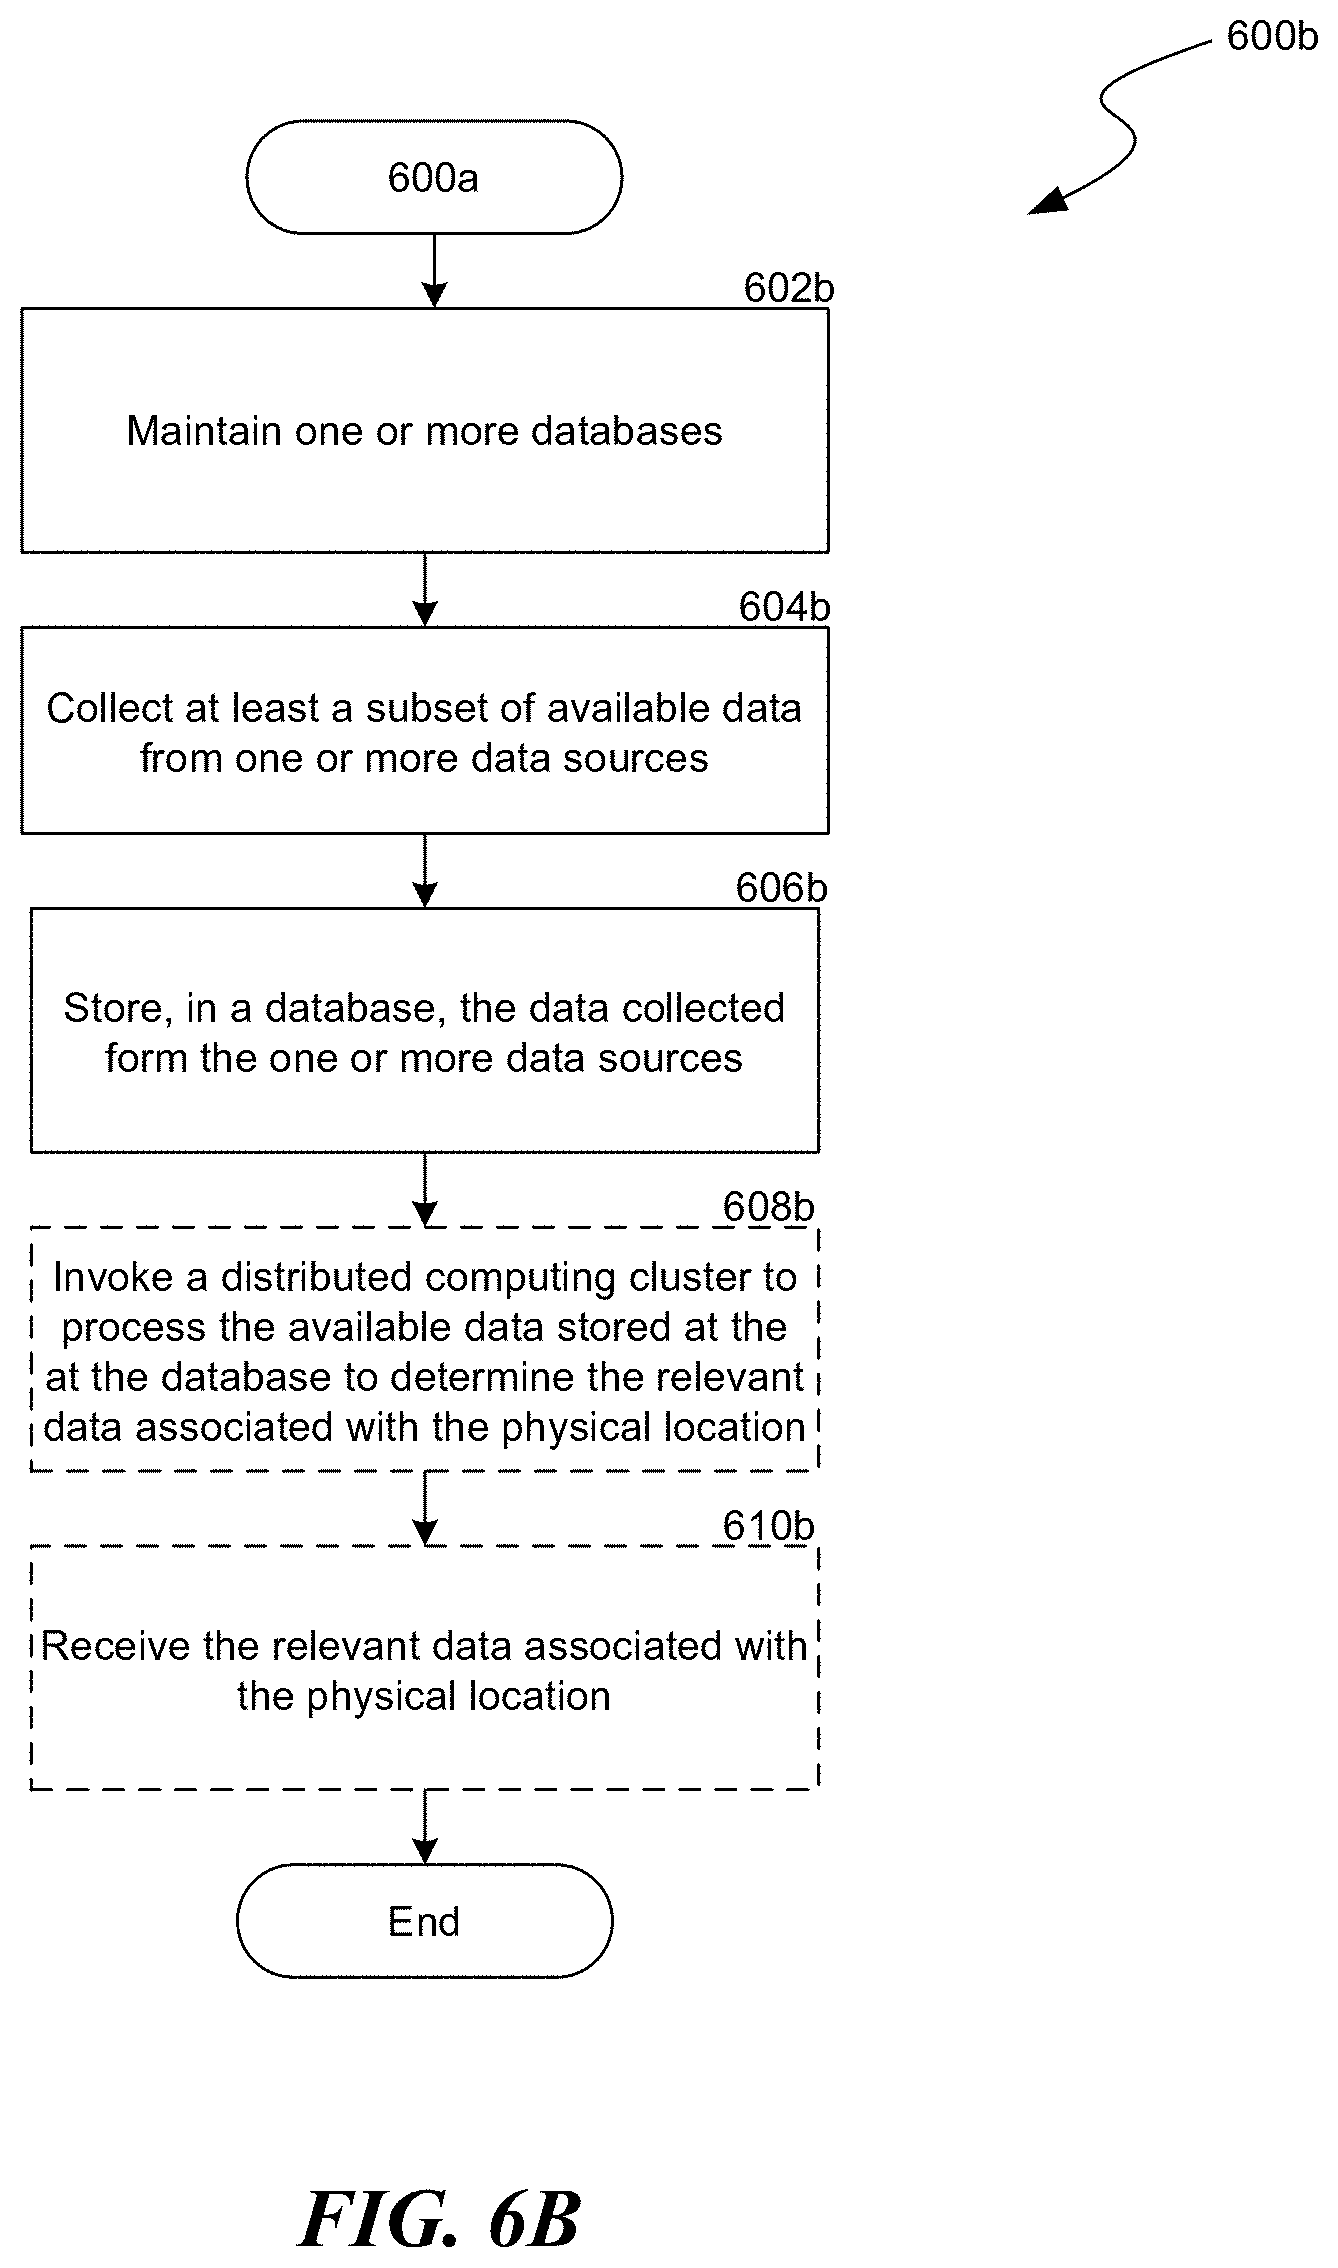 600b
600a
602b
Maintain one or more databases
604b
Collect at least a subset of available data
from one or more data sources
606b
Store, in a database, the data collected
form the one or more data sources
608b
Invoke a distributed computing cluster to
process the available data stored at the
at the database to determine the relevant
data associated with the physical location
610b
Receive the relevant data associated with
the physical location
End
FIG. 6B